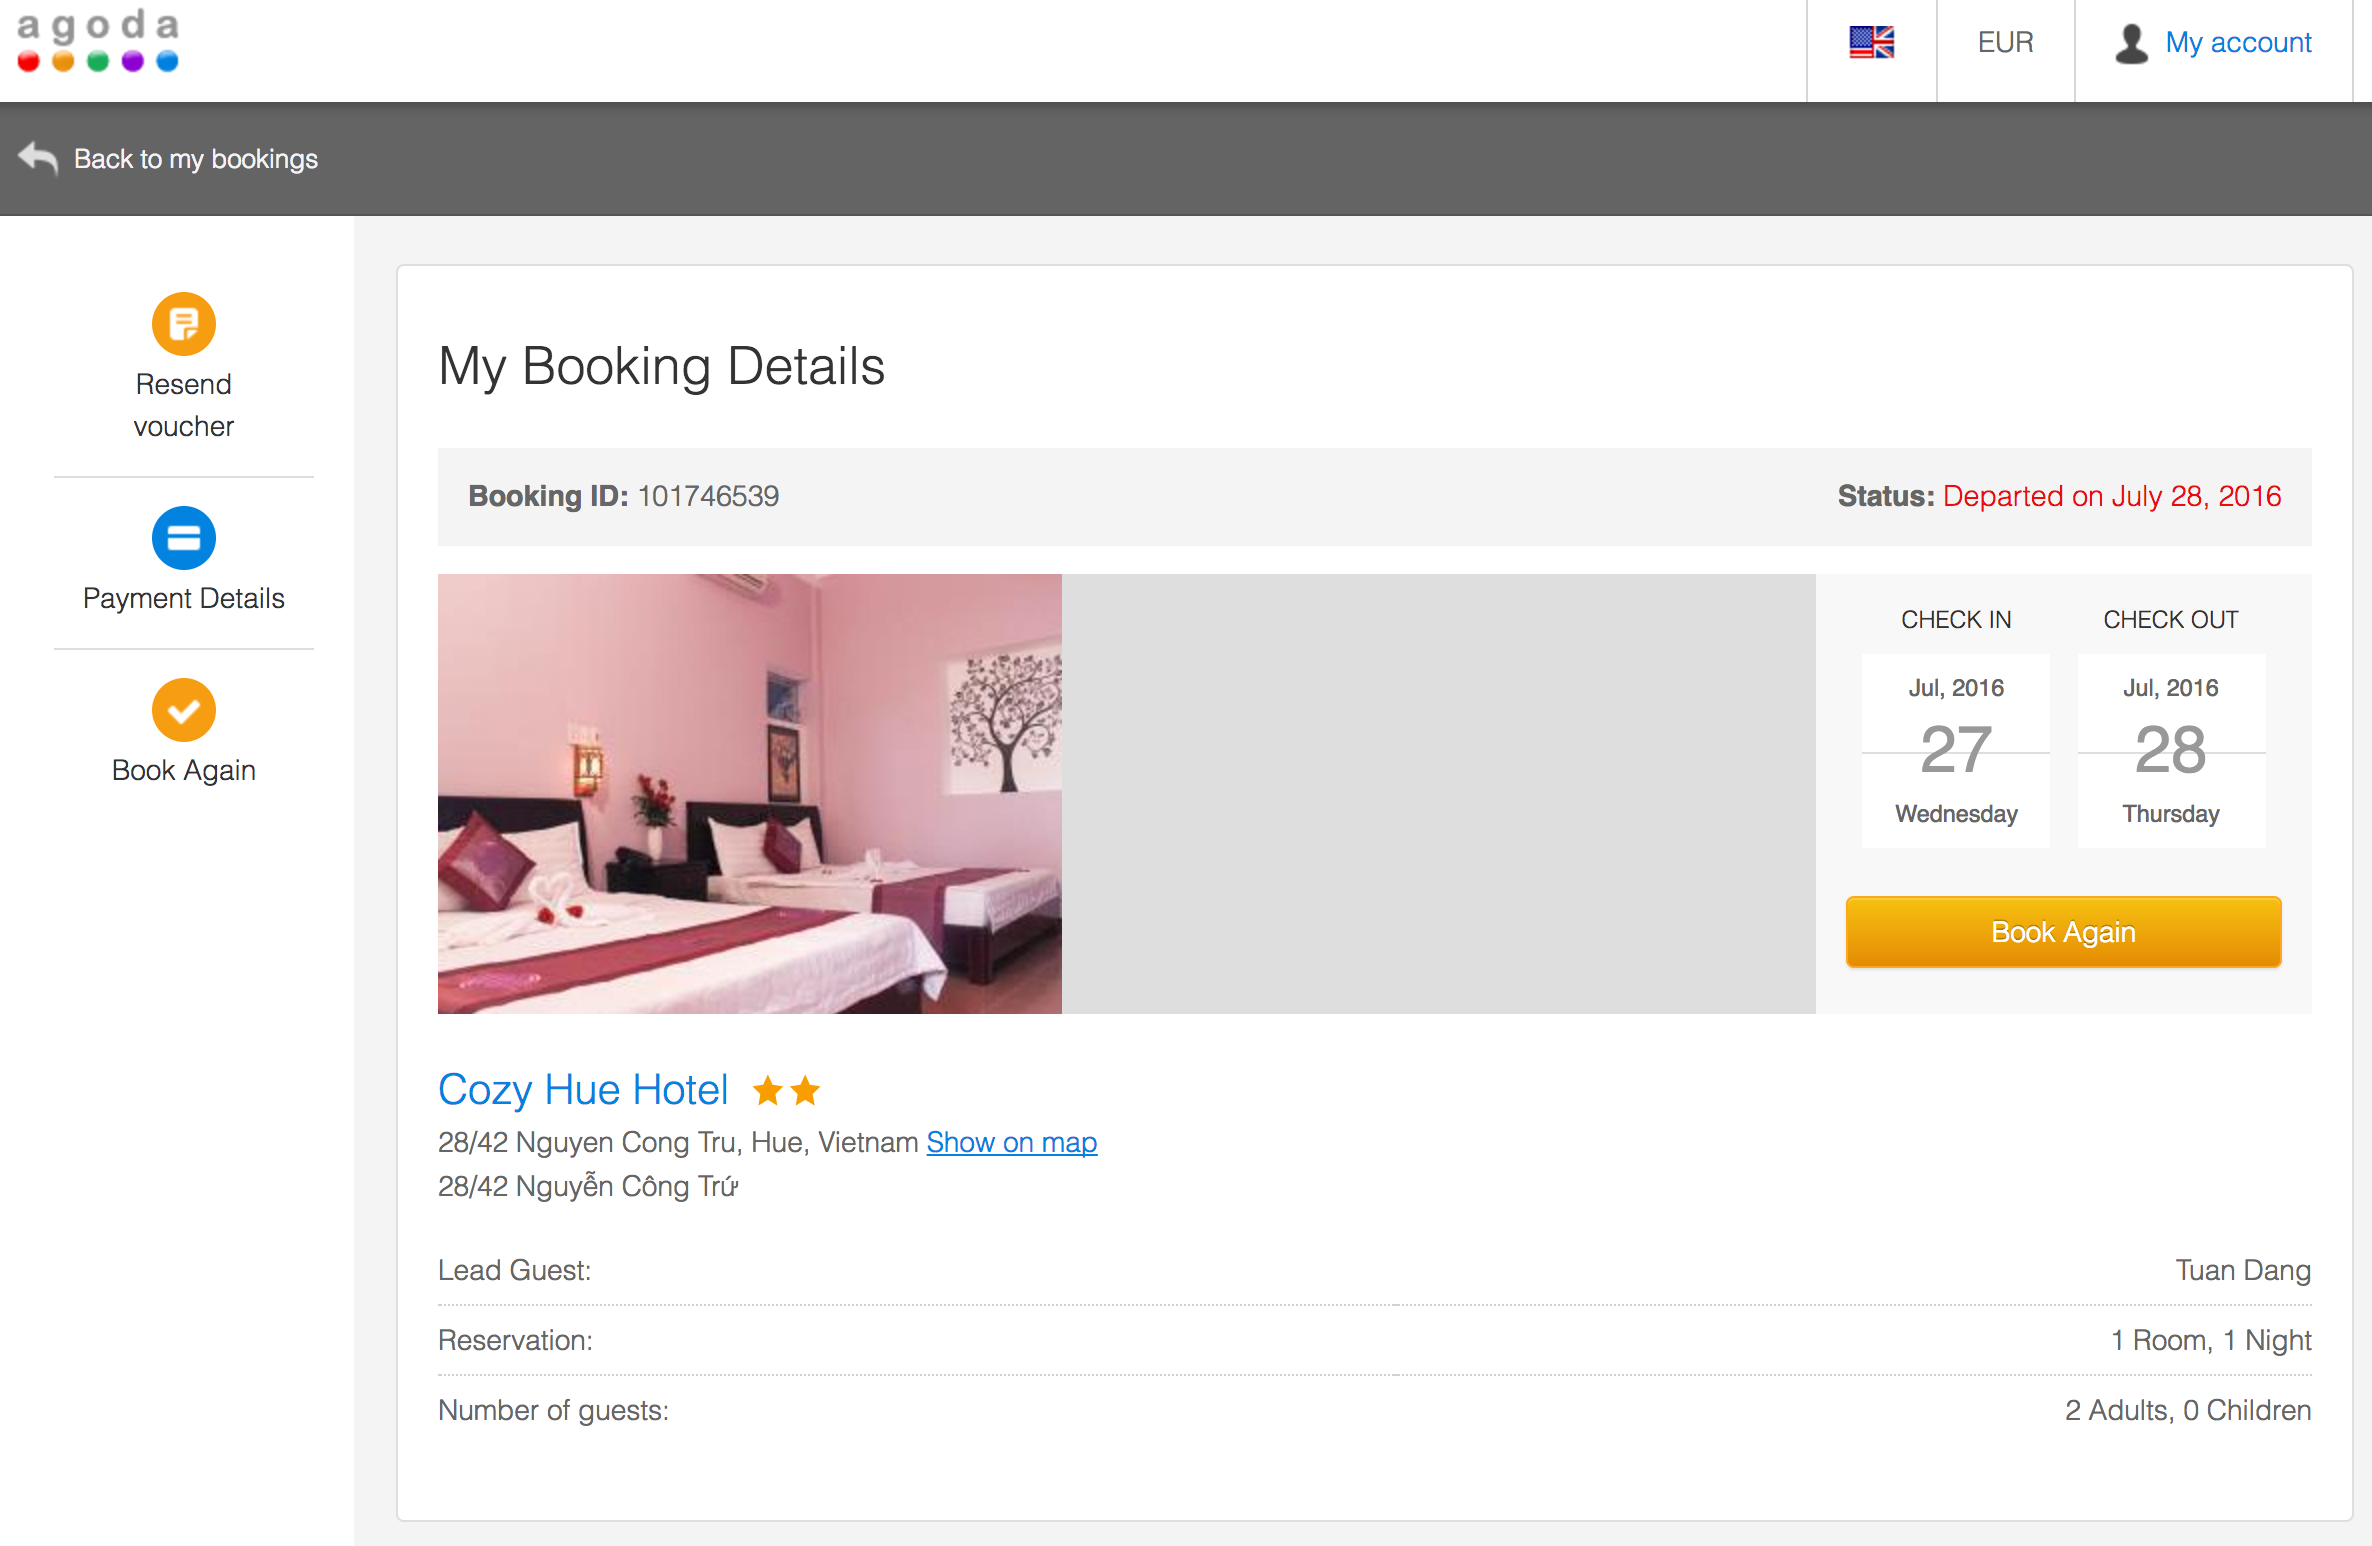 agoda
EUR
My account
Back to my bookings
Resend
voucher
Payment Details
Book Again
My Booking Details
Booking ID: 101746539
Status: Departed on July 28, 2016
CHECK IN
CHECK OUT
Jul, 2016
27
Wednesday
Jul, 2016
28
Thursday
Book Again
Cozy Hue Hotel
28/42 Nguyen Cong Tru, Hue, Vietnam Show on map
28/42 Nguyễn Công Trứ
Lead Guest: Tuan Dang
Reservation: 1 Room, 1 Night
Number of guests: 2 Adults, 0 Children